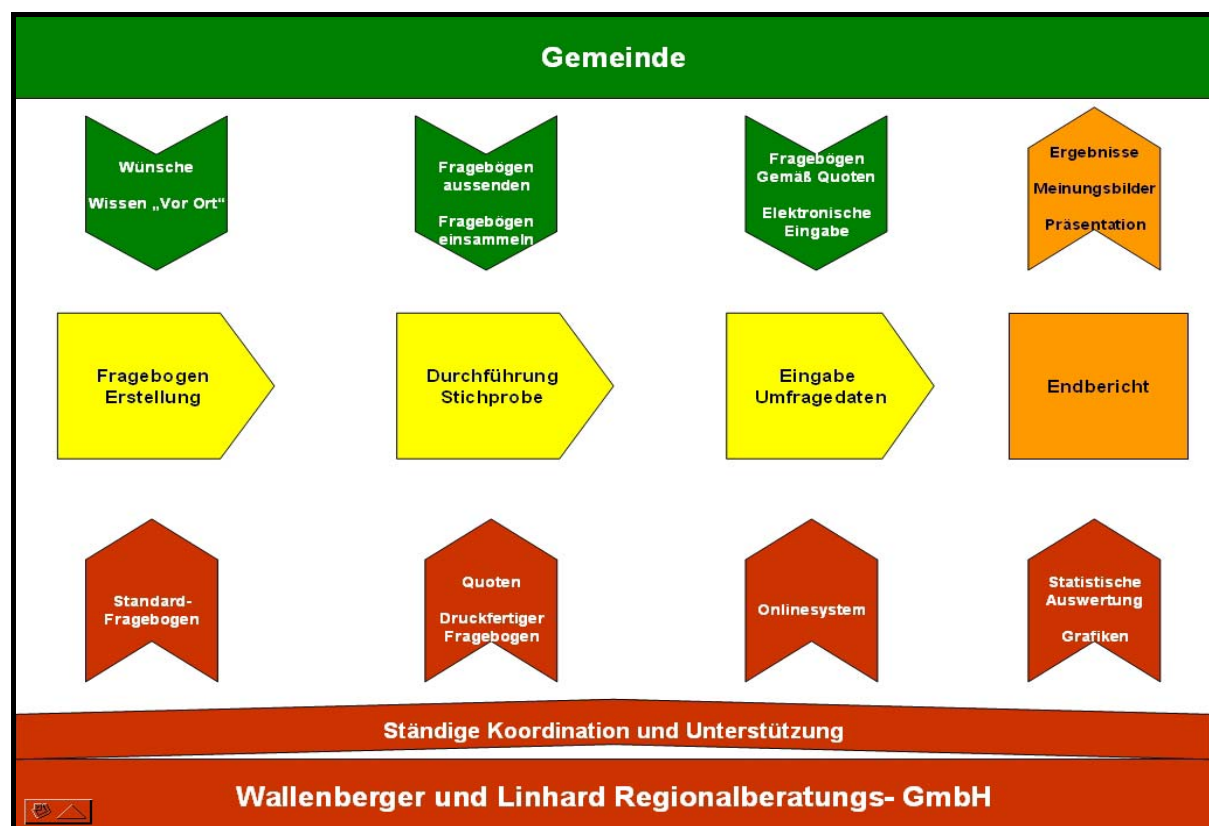 Gemeinde
Wünsche
Wissen „Vor Ort“
Fragebögen
aussenden
Fragebögen
einsammeln
Fragebögen
Gemäß Quoten
Elektronische
Eingabe
Ergebnisse
Meinungsbilder
Präsentation
Fragebogen
Erstellung
Durchführung
Stichprobe
Eingabe
Umfragedaten
Endbericht
Standard-
Fragebogen
Quoten
Druckfertiger
Fragebogen
Onlinesystem
Statistische
Auswertung
Grafiken
Ständige Koordination und Unterstützung
Wallenberger und Linhard Regionalberatungs- GmbH